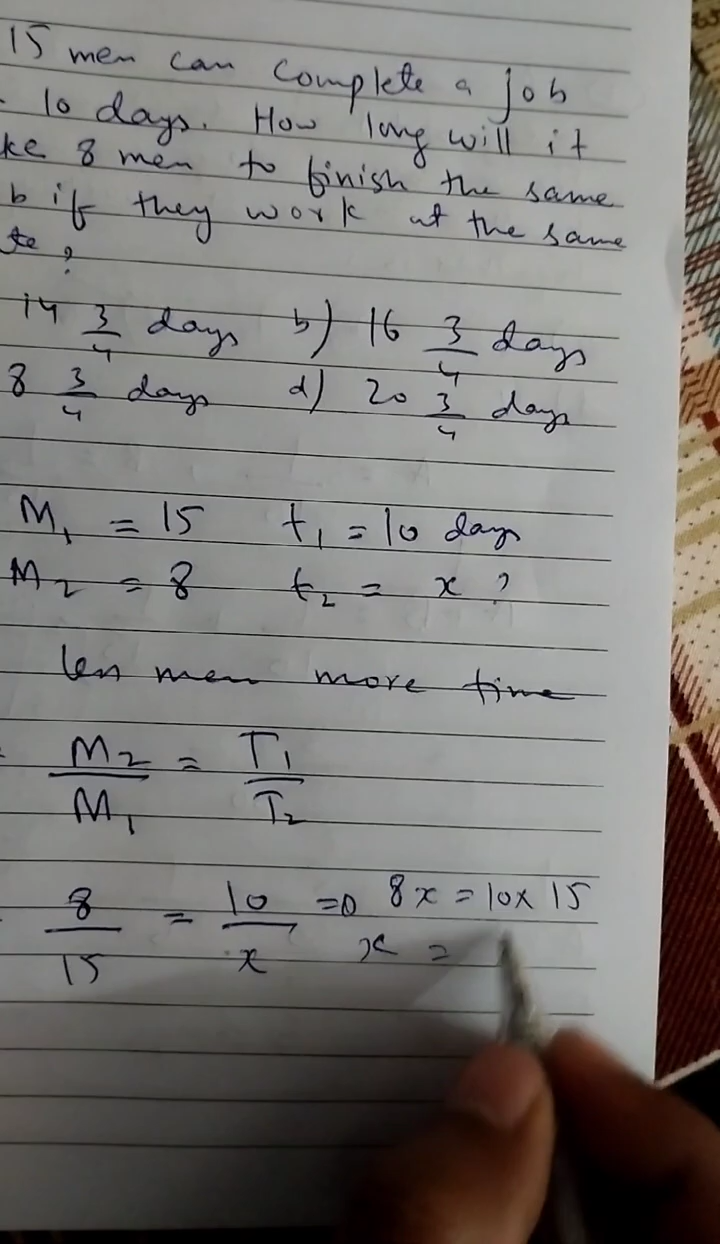 15 men can complete a job
10 days. How long will it
ke 8 men to finish the same
b if they work at the same
te?
14 3/4 days b) 16 3/4 days
8 3/4 days d) 20 3/4 days
M₁ = 15 t₁ = 10 days
M₂ = 8 t₂ = x ?
less men more time
M₂/M₁ = T₁/T₂
8/15 = 10/x ⇒ 8x = 10x 15
x =